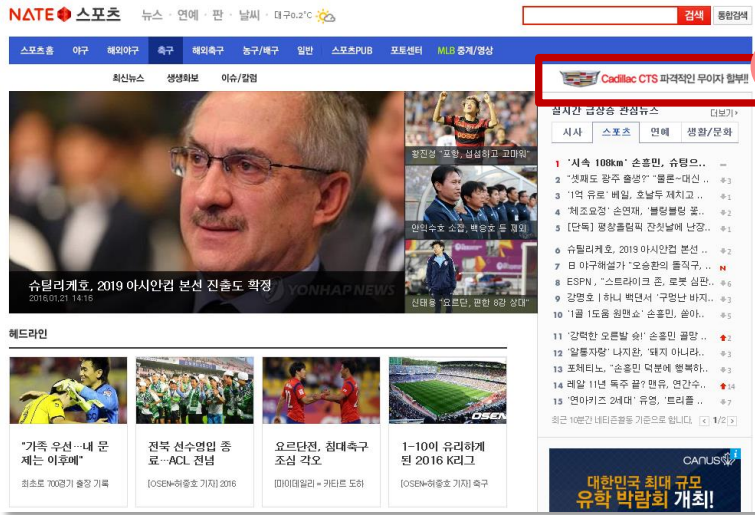 NATE 스포츠
뉴스 · 연예 · 판 · 날씨 · 대구0.2˚C
검색
통합검색
스포츠홈 야구 해외야구 축구 해외축구 농구/배구 일반 스포츠PUB 포토센터 MLB 중계/영상
최신뉴스 생생화보 이슈/칼럼
Cadillac CTS 파격적인 무이자 할부!!
슈틸리케호, 2019 아시안컵 본선 진출도 확정
2016.01.21 14:16
YONHAP NEWS
황진성 "포항, 섭섭하고 고마워"
안익수호 소집, 백승호 등 제외
신태용 "요르단, 편한 8강 상대"
실시간 급상승 관심뉴스
더보기
시사 스포츠 연예 생활/문화
1 '시속 108km' 손흥민, 슈팅으..
2 "셋째도 광주 출생?" "물론~대신 .. 3
3 '1억 유로' 베일, 호날두 제치고 .. 1
4 '체조요정' 손연재, '블링블링 꽃.. 2
5 [단독] 평창올림픽 잔칫날에 난장.. 1
6 슈틸리케호, 2019 아시안컵 본선 .. 2
7 日 야구해설가 "오승환의 돌직구, .. N
8 ESPN, "스트라이크 존, 로봇 심판.. 6
9 강명호 | 하니 백댄서 '구멍난 바지.. 3
10 '1골 1도움 원맨쇼' 손흥민, 쏟아.. 5
11 '강력한 오른발 슛!' 손흥민 골망 .. 2
12 '알통자랑' 나지완, '돼지 아니라.. 3
13 포체티노, "손흥민 덕분에 행복하.. 3
14 레알 11년 독주 끝? 맨유, 연간수.. 14
15 '연아키즈 2세대' 유영, '트리플 .. 7
최근 10분간 네티즌활동 기준으로 합니다. 1/2
헤드라인
"가족 우선…내 문
제는 이후에"
최초로 700경기 출장 기록
전북 선수영입 종
료…ACL 전념
[OSEN=허종호 기자] 2016
요르단전, 침대축구
조심 각오
[마이데일리 = 카타르 도하
OSEN
1-10이 유리하게
된 2016 K리그
[OSEN=허종호 기자] 축구
CANUS
대한민국 최대 규모
유학 박람회 개최!